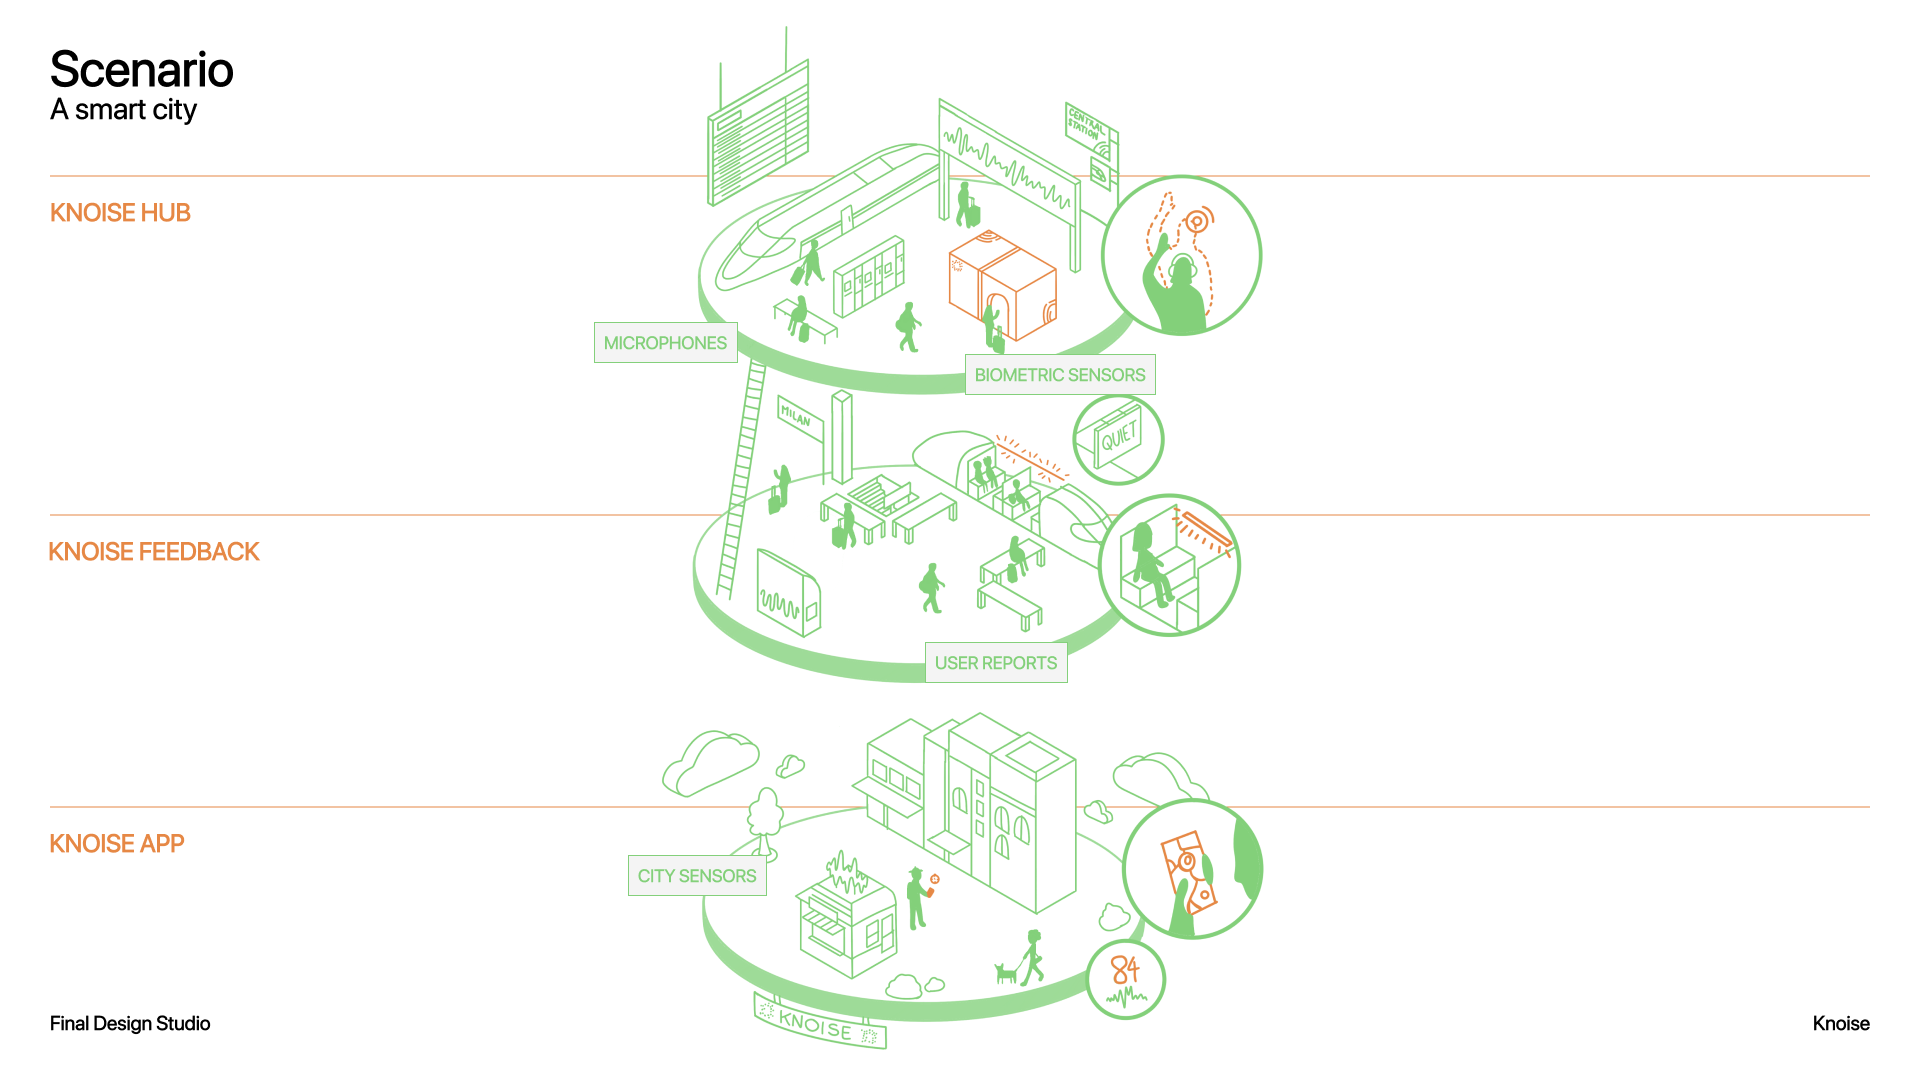 Scenario
A smart city
CENTRAL
STATION
KNOISE HUB
MICROPHONES
BIOMETRIC SENSORS
MILAN
QUIET
KNOISE FEEDBACK
USER REPORTS
KNOISE APP
CITY SENSORS
84
KNOISE
Final Design Studio
Knoise